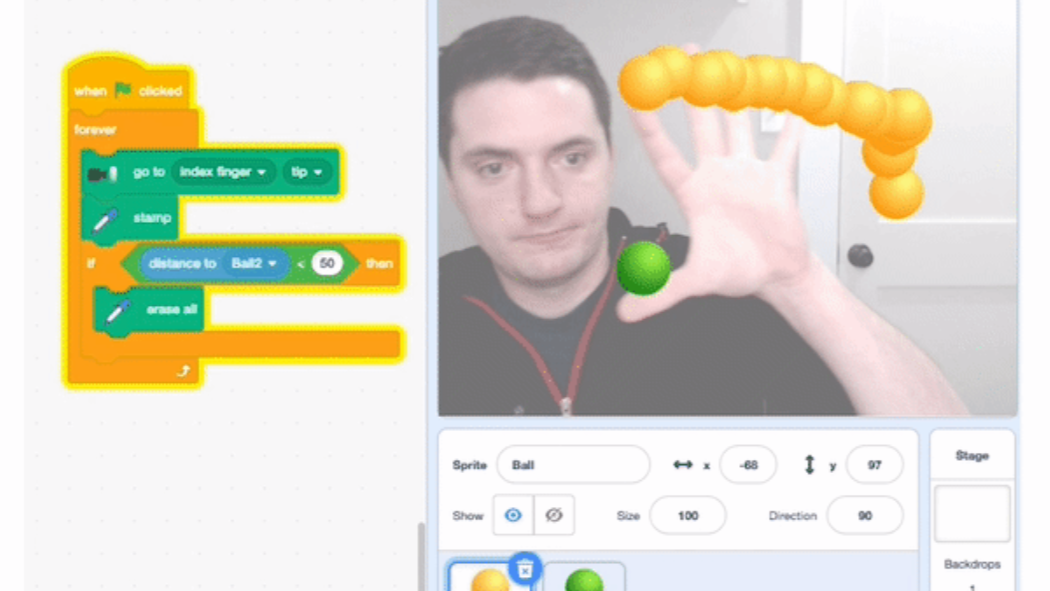 when clicked
forever
go to index finger tip
stamp
if distance to Ball2 < 50 then
erase all
Sprite Ball x -68 y 97
Show Size 100 Direction 90
Stage
Backdrops
1